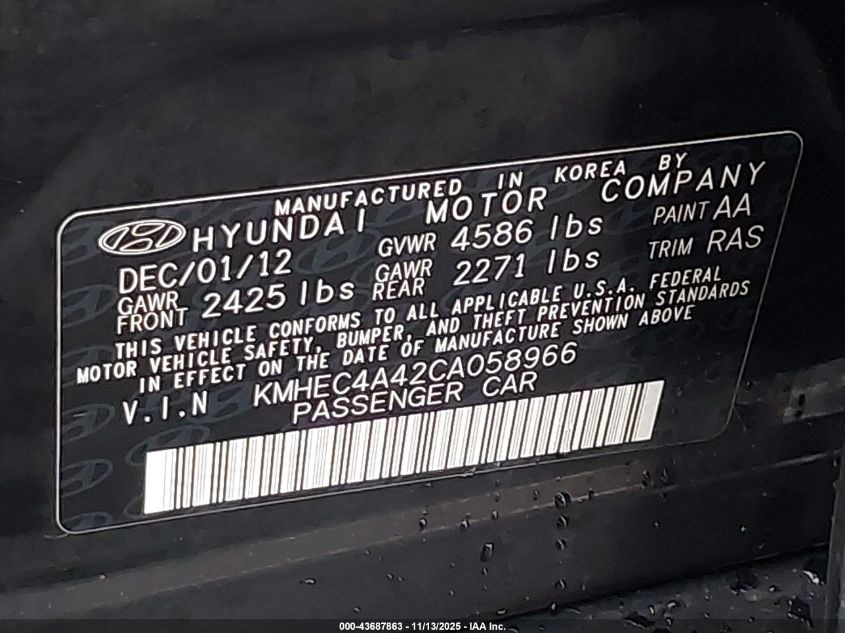 MANUFACTURED IN KOREA BY
HYUNDAI MOTOR COMPANY
DEC/01/12 GVWR 4586 lbs PAINT AA
GAWR FRONT 2425 lbs GAWR REAR 2271 lbs TRIM RAS
THIS VEHICLE CONFORMS TO ALL APPLICABLE U.S.A. FEDERAL
MOTOR VEHICLE SAFETY, BUMPER, AND THEFT PREVENTION STANDARDS
IN EFFECT ON THE DATE OF MANUFACTURE SHOWN ABOVE
V.I.N KMHEC4A42CA058966
PASSENGER CAR
000-43687863 - 11/13/2025 - IAA Inc.